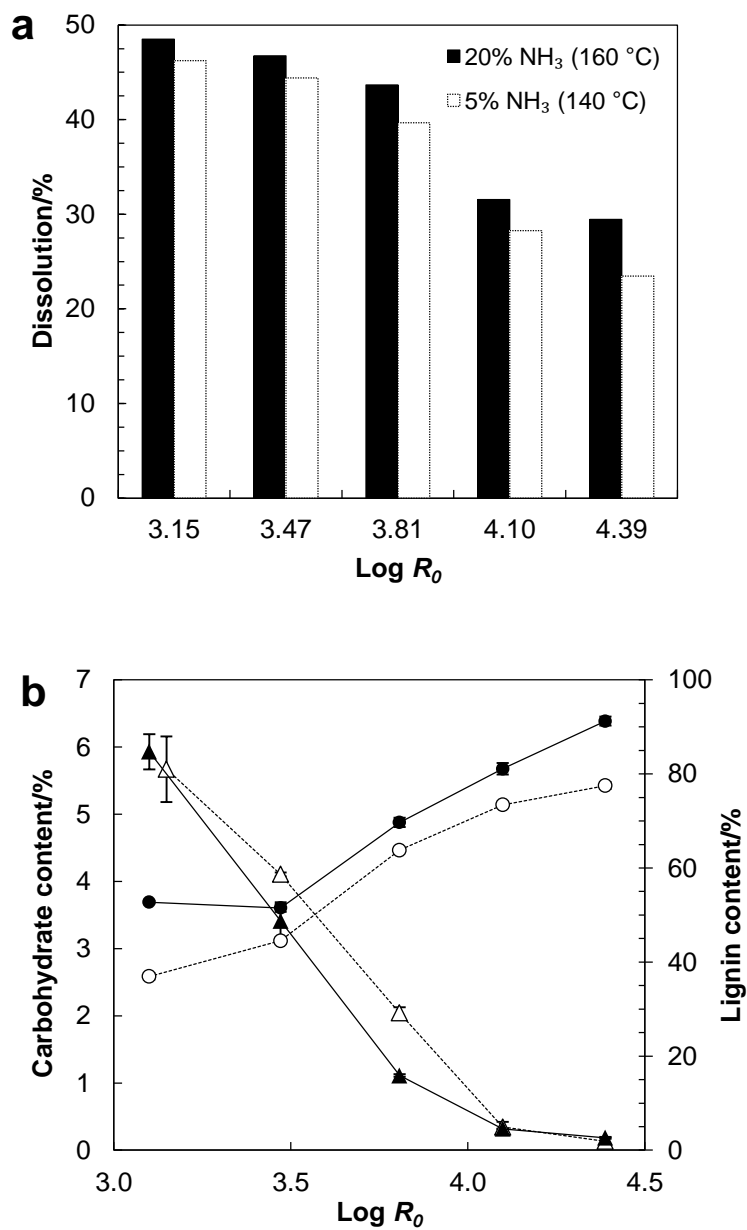 a
50
40
30
20
10
0
Dissolution/%
20% NH₃ (160 °C)
5% NH₃ (140 °C)
3.15 3.47 3.81 4.10 4.39
Log R₀
b
7
6
5
4
3
2
1
0
Carbohydrate content/%
100
80
60
40
20
0
Lignin content/%
3.0 3.5 4.0 4.5
Log R₀